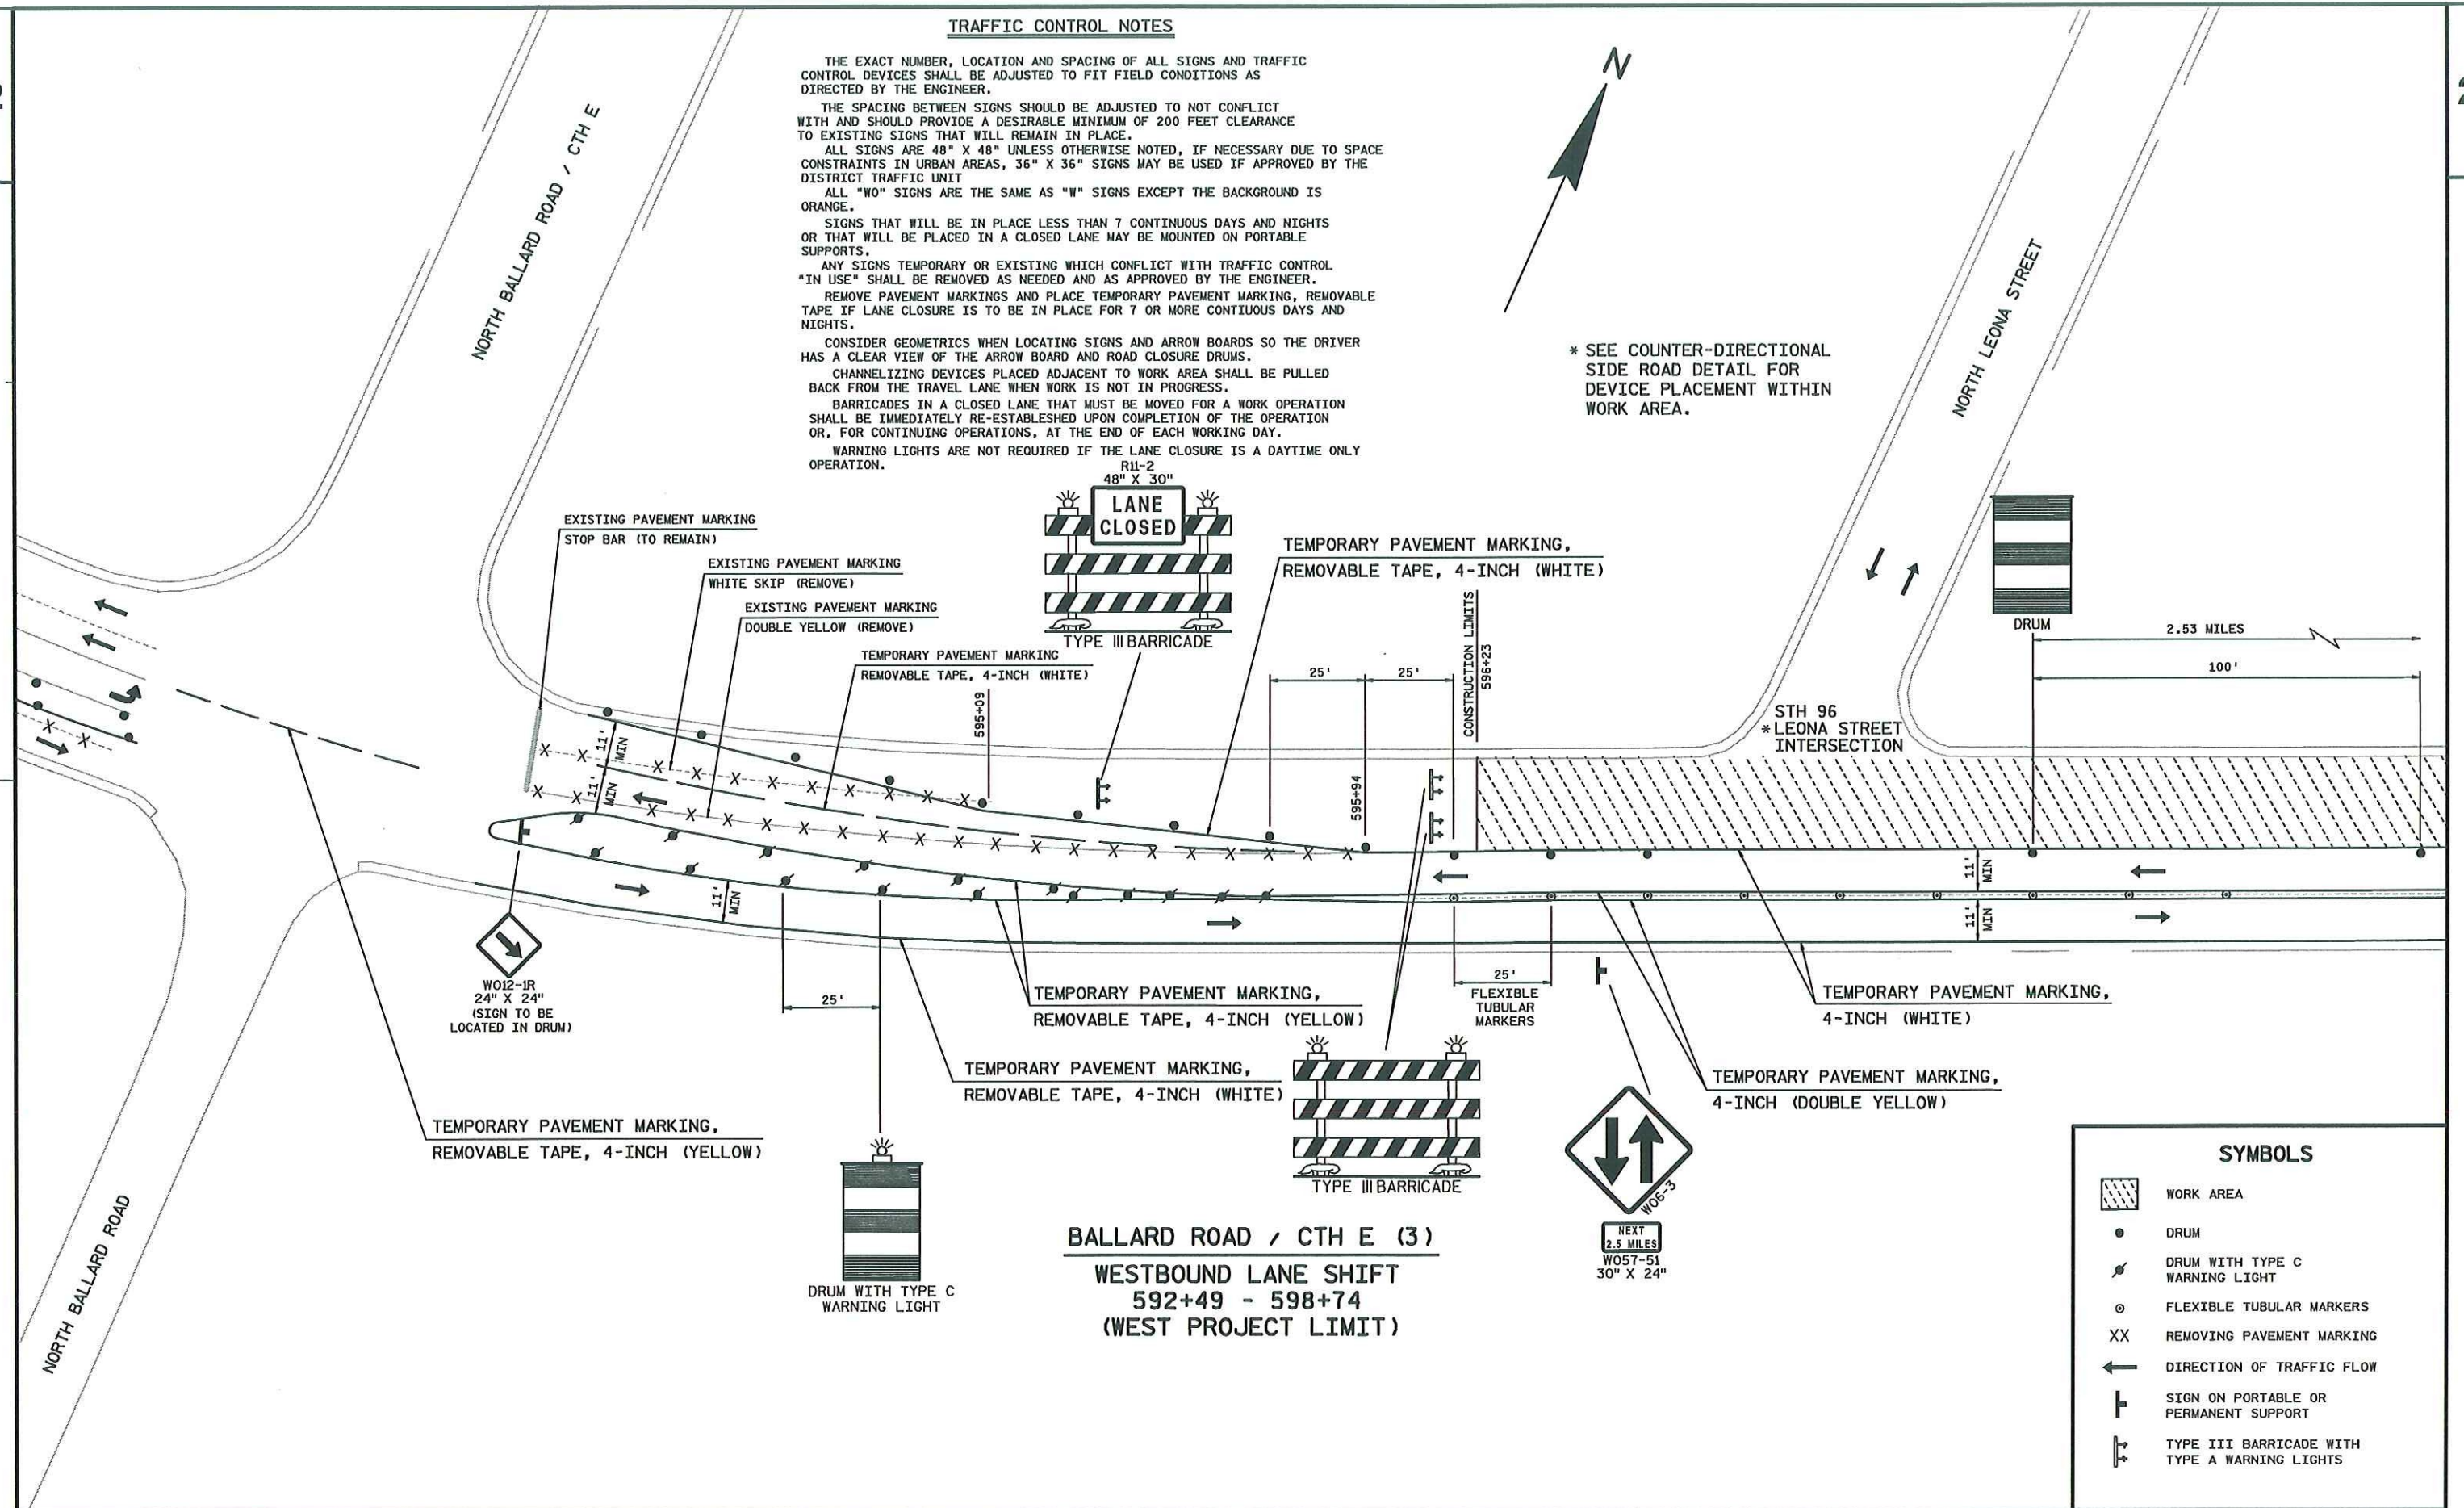 TRAFFIC CONTROL NOTES
THE EXACT NUMBER, LOCATION AND SPACING OF ALL SIGNS AND TRAFFIC
CONTROL DEVICES SHALL BE ADJUSTED TO FIT FIELD CONDITIONS AS
DIRECTED BY THE ENGINEER.
THE SPACING BETWEEN SIGNS SHOULD BE ADJUSTED TO NOT CONFLICT
WITH AND SHOULD PROVIDE A DESIRABLE MINIMUM OF 200 FEET CLEARANCE
TO EXISTING SIGNS THAT WILL REMAIN IN PLACE.
ALL SIGNS ARE 48" X 48" UNLESS OTHERWISE NOTED, IF NECESSARY DUE TO SPACE
CONSTRAINTS IN URBAN AREAS, 36" X 36" SIGNS MAY BE USED IF APPROVED BY THE
DISTRICT TRAFFIC UNIT
ALL "WO" SIGNS ARE THE SAME AS "W" SIGNS EXCEPT THE BACKGROUND IS
ORANGE.
SIGNS THAT WILL BE IN PLACE LESS THAN 7 CONTINUOUS DAYS AND NIGHTS
OR THAT WILL BE PLACED IN A CLOSED LANE MAY BE MOUNTED ON PORTABLE
SUPPORTS.
ANY SIGNS TEMPORARY OR EXISTING WHICH CONFLICT WITH TRAFFIC CONTROL
"IN USE" SHALL BE REMOVED AS NEEDED AND AS APPROVED BY THE ENGINEER.
REMOVE PAVEMENT MARKINGS AND PLACE TEMPORARY PAVEMENT MARKING, REMOVABLE
TAPE IF LANE CLOSURE IS TO BE IN PLACE FOR 7 OR MORE CONTIUOUS DAYS AND
NIGHTS.
CONSIDER GEOMETRICS WHEN LOCATING SIGNS AND ARROW BOARDS SO THE DRIVER
HAS A CLEAR VIEW OF THE ARROW BOARD AND ROAD CLOSURE DRUMS.
CHANNELIZING DEVICES PLACED ADJACENT TO WORK AREA SHALL BE PULLED
BACK FROM THE TRAVEL LANE WHEN WORK IS NOT IN PROGRESS.
BARRICADES IN A CLOSED LANE THAT MUST BE MOVED FOR A WORK OPERATION
SHALL BE IMMEDIATELY RE-ESTABLESHED UPON COMPLETION OF THE OPERATION
OR, FOR CONTINUING OPERATIONS, AT THE END OF EACH WORKING DAY.
WARNING LIGHTS ARE NOT REQUIRED IF THE LANE CLOSURE IS A DAYTIME ONLY
OPERATION.
N
NORTH BALLARD ROAD / CTH E
NORTH LEONA STREET
* SEE COUNTER-DIRECTIONAL
SIDE ROAD DETAIL FOR
DEVICE PLACEMENT WITHIN
WORK AREA.
R11-2
48" X 30"
LANE
CLOSED
TYPE III BARRICADE
EXISTING PAVEMENT MARKING
STOP BAR (TO REMAIN)
EXISTING PAVEMENT MARKING
WHITE SKIP (REMOVE)
EXISTING PAVEMENT MARKING
DOUBLE YELLOW (REMOVE)
TEMPORARY PAVEMENT MARKING
REMOVABLE TAPE, 4-INCH (WHITE)
TEMPORARY PAVEMENT MARKING,
REMOVABLE TAPE, 4-INCH (WHITE)
CONSTRUCTION LIMITS
596+23
DRUM
2.53 MILES
100'
25'
25'
595+09
595+94
STH 96
* LEONA STREET
INTERSECTION
11'
MIN
11'
MIN
11'
MIN
11'
MIN
11'
MIN
WO12-1R
24" X 24"
(SIGN TO BE
LOCATED IN DRUM)
25'
TEMPORARY PAVEMENT MARKING,
REMOVABLE TAPE, 4-INCH (YELLOW)
25'
FLEXIBLE
TUBULAR
MARKERS
TEMPORARY PAVEMENT MARKING,
4-INCH (WHITE)
TEMPORARY PAVEMENT MARKING,
REMOVABLE TAPE, 4-INCH (WHITE)
TEMPORARY PAVEMENT MARKING,
4-INCH (DOUBLE YELLOW)
TEMPORARY PAVEMENT MARKING,
REMOVABLE TAPE, 4-INCH (YELLOW)
TYPE III BARRICADE
WO6-3
NEXT
2.5 MILES
WO57-51
30" X 24"
DRUM WITH TYPE C
WARNING LIGHT
NORTH BALLARD ROAD
BALLARD ROAD / CTH E (3)
WESTBOUND LANE SHIFT
592+49 - 598+74
(WEST PROJECT LIMIT)
SYMBOLS
WORK AREA
DRUM
DRUM WITH TYPE C
WARNING LIGHT
FLEXIBLE TUBULAR MARKERS
XX REMOVING PAVEMENT MARKING
DIRECTION OF TRAFFIC FLOW
SIGN ON PORTABLE OR
PERMANENT SUPPORT
TYPE III BARRICADE WITH
TYPE A WARNING LIGHTS